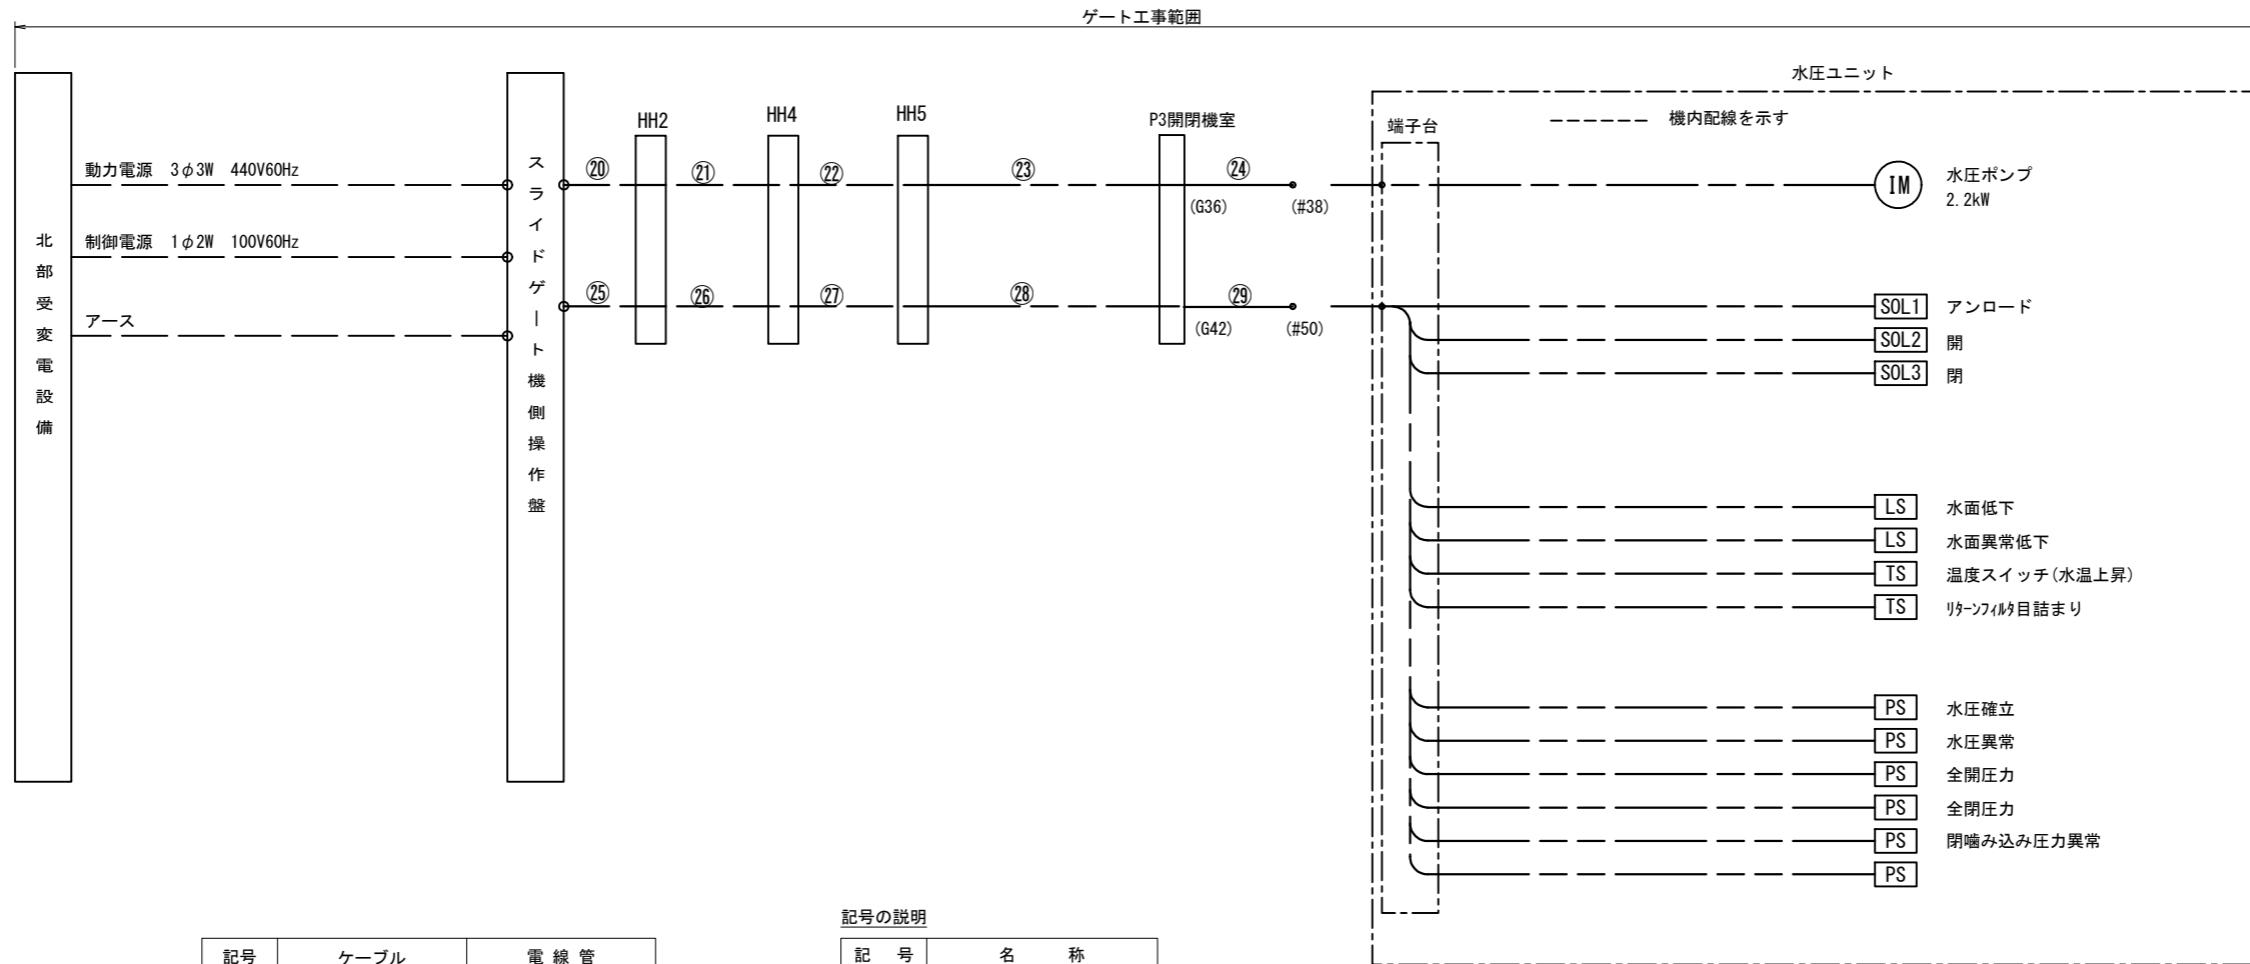 ゲート工事範囲
水圧ユニット
HH2
HH4
HH5
P3開閉機室
端子台
機内配線を示す
動力電源 3φ3W 440V60Hz
⑳
㉑
㉒
㉓
㉔
(G36)
(#38)
IM
水圧ポンプ
2.2kW
制御電源 1φ2W 100V60Hz
アース
北部受変電設備
スライドゲート機側操作盤
㉕
㉖
㉗
㉘
㉙
(G42)
(#50)
SOL1 アンロード
SOL2 開
SOL3 閉
LS 水面低下
LS 水面異常低下
TS 温度スイッチ(水温上昇)
TS リターンフィルタ目詰まり
PS 水圧確立
PS 水圧異常
PS 全開圧力
PS 全閉圧力
PS 閉噛み込み圧力異常
PS
記号の説明
記号 ケーブル 電線管
記号 名称